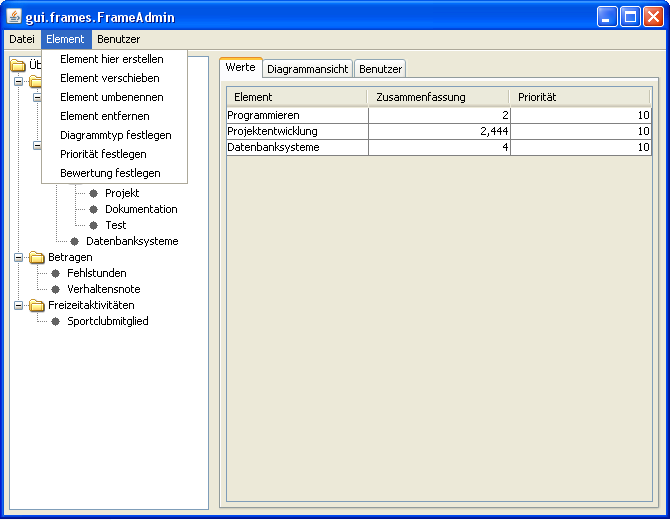 gui.frames.FrameAdmin
Datei Element Benutzer
Element hier erstellen
Element verschieben
Element umbenennen
Element entfernen
Diagrammtyp festlegen
Priorität festlegen
Bewertung festlegen
Üb
Projekt
Dokumentation
Test
Datenbanksysteme
Betragen
Fehlstunden
Verhaltensnote
Freizeitaktivitäten
Sportclubmitglied
Werte Diagrammansicht Benutzer
Element Zusammenfassung Priorität
Programmieren 2 10
Projektentwicklung 2,444 10
Datenbanksysteme 4 10